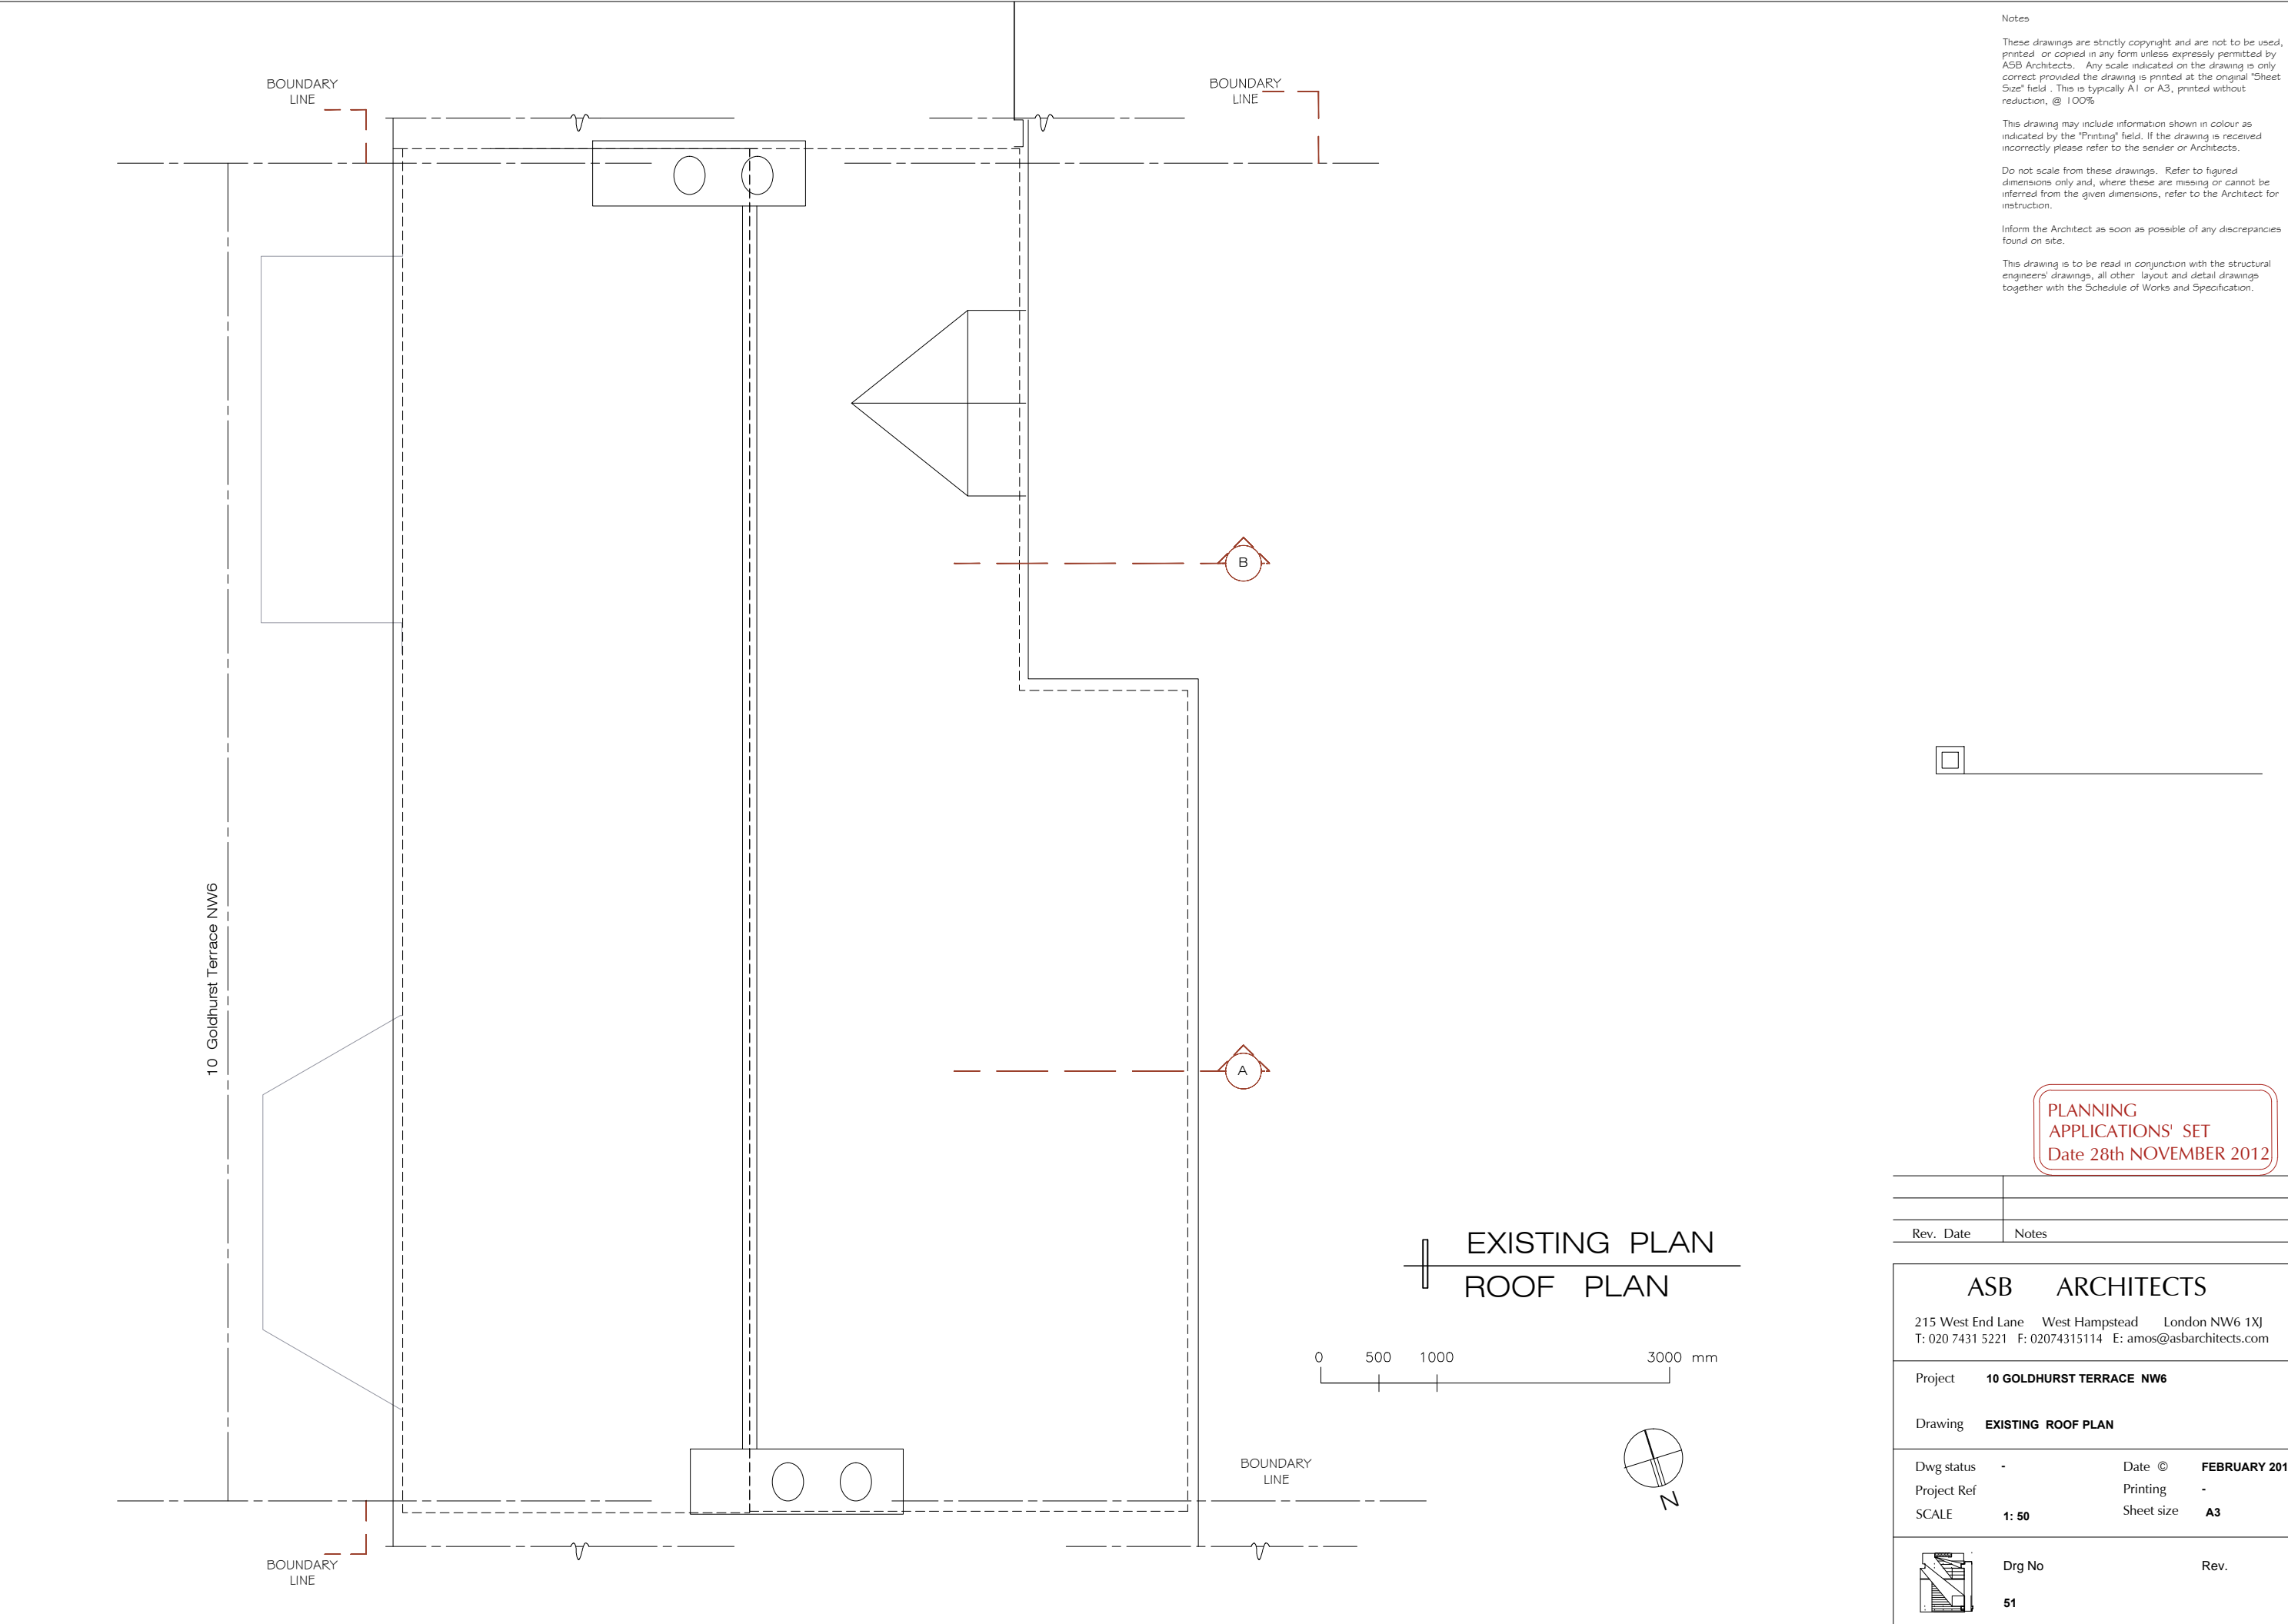 Notes
These drawings are strictly copyright and are not to be used,
printed or copied in any form unless expressly permitted by
ASB Architects. Any scale indicated on the drawing is only
correct provided the drawing is printed at the original "Sheet
Size" field . This is typically A1 or A3, printed without
reduction, @ 100%
This drawing may include information shown in colour as
indicated by the "Printing" field. If the drawing is received
incorrectly please refer to the sender or Architects.
Do not scale from these drawings. Refer to figured
dimensions only and, where these are missing or cannot be
inferred from the given dimensions, refer to the Architect for
instruction.
Inform the Architect as soon as possible of any discrepancies
found on site.
This drawing is to be read in conjunction with the structural
engineers' drawings, all other layout and detail drawings
together with the Schedule of Works and Specification.
BOUNDARY
LINE
BOUNDARY
LINE
B
10 Goldhurst Terrace NW6
A
PLANNING
APPLICATIONS' SET
Date 28th NOVEMBER 2012
EXISTING PLAN
ROOF PLAN
0 500 1000 3000 mm
N
BOUNDARY
LINE
BOUNDARY
LINE
Rev. Date Notes
ASB ARCHITECTS
215 West End Lane West Hampstead London NW6 1XJ
T: 020 7431 5221 F: 02074315114 E: amos@asbarchitects.com
Project 10 GOLDHURST TERRACE NW6
Drawing EXISTING ROOF PLAN
Dwg status - Date © FEBRUARY 201
Project Ref Printing -
SCALE 1: 50 Sheet size A3
Drg No Rev.
51